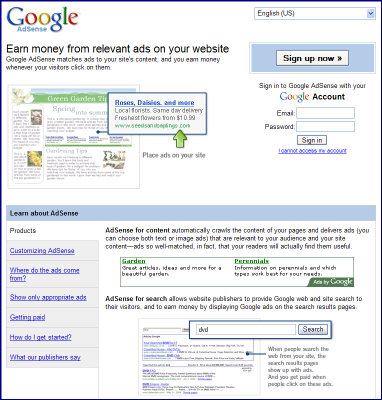 Google
AdSense
English (US)
Earn money from relevant ads on your website
Google AdSense matches ads to your site's content, and you earn money
whenever your visitors click on them.
Sign up now »
Green Garden Tips
Spring into summer
Gardening Tips
Roses, Daisies, and more
Local florists. Same day delivery
Freshest flowers from $10.99
www.seedsandsaplings.com
Place ads on your site
Sign in to Google AdSense with your
Google Account
Email:
Password:
Sign in
I cannot access my account
Learn about AdSense
Products
Customizing AdSense
Where do the ads come
from?
Show only appropriate ads
Getting paid
How do I get started?
What our publishers say
AdSense for content automatically crawls the content of your pages and delivers ads (you
can choose both text or image ads) that are relevant to your audience and your site
content—ads so well-matched, in fact, that your readers will actually find them useful.
Garden
Great articles, ideas and more for a
beautiful garden.
Perennials
Information on perennials and which
types work best for your needs.
Ads by Google
AdSense for search allows website publishers to provide Google web and site search to
their visitors, and to earn money by displaying Google ads on the search results pages.
dvd
Search
When people search the
web from your site, the
search results pages
show up with ads.
And you get paid when
people click on these ads.